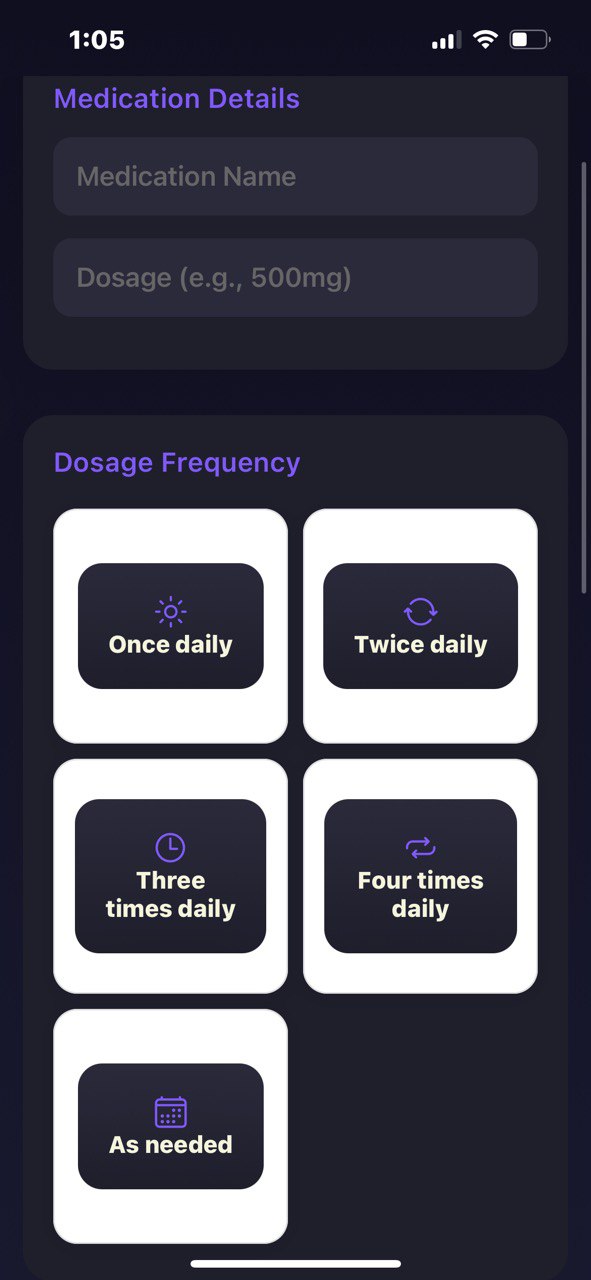 1:05
Medication Details
Medication Name
Dosage (e.g., 500mg)
Dosage Frequency
Once daily
Twice daily
Three
times daily
Four times
daily
As needed